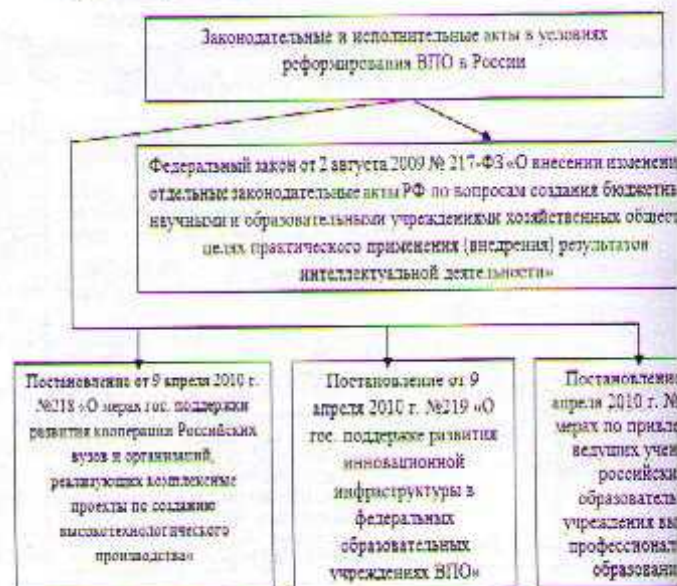 Законодательные и исполнительные акты в условиях
реформирования ВПО в России
Федеральный закон от 2 августа 2009 № 217-ФЗ «О внесении изменени
отдельные законодательные акты РФ по вопросам создания бюджетны
научными и образовательными учреждениями хозяйственных общест
целях практического применения (внедрения) результатов
интеллектуальной деятельности»
Постановление от 9 апреля 2010 г.
№218 «О мерах гос. поддержки
развития кооперации Российских
вузов и организаций,
реализующих комплексные
проекты по созданию
высокотехнологического
производства»
Постановление от 9
апреля 2010 г. №219 «О
гос. поддержке развития
инновационной
инфраструктуры в
федеральных
образовательных
учреждениях ВПО»
Постановление
апреля 2010 г. №
мерах по привле
ведущих учен
российски
образователь
учреждения вы
профессионал
образовани